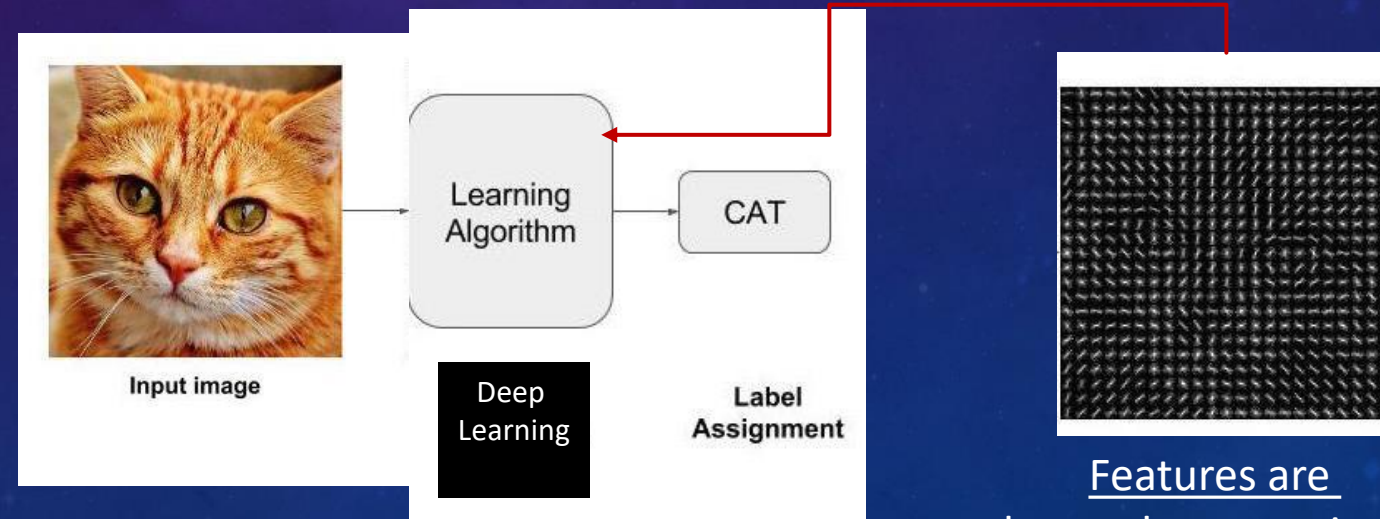 Input image
Learning
Algorithm
CAT
Deep
Learning
Label
Assignment
Features are